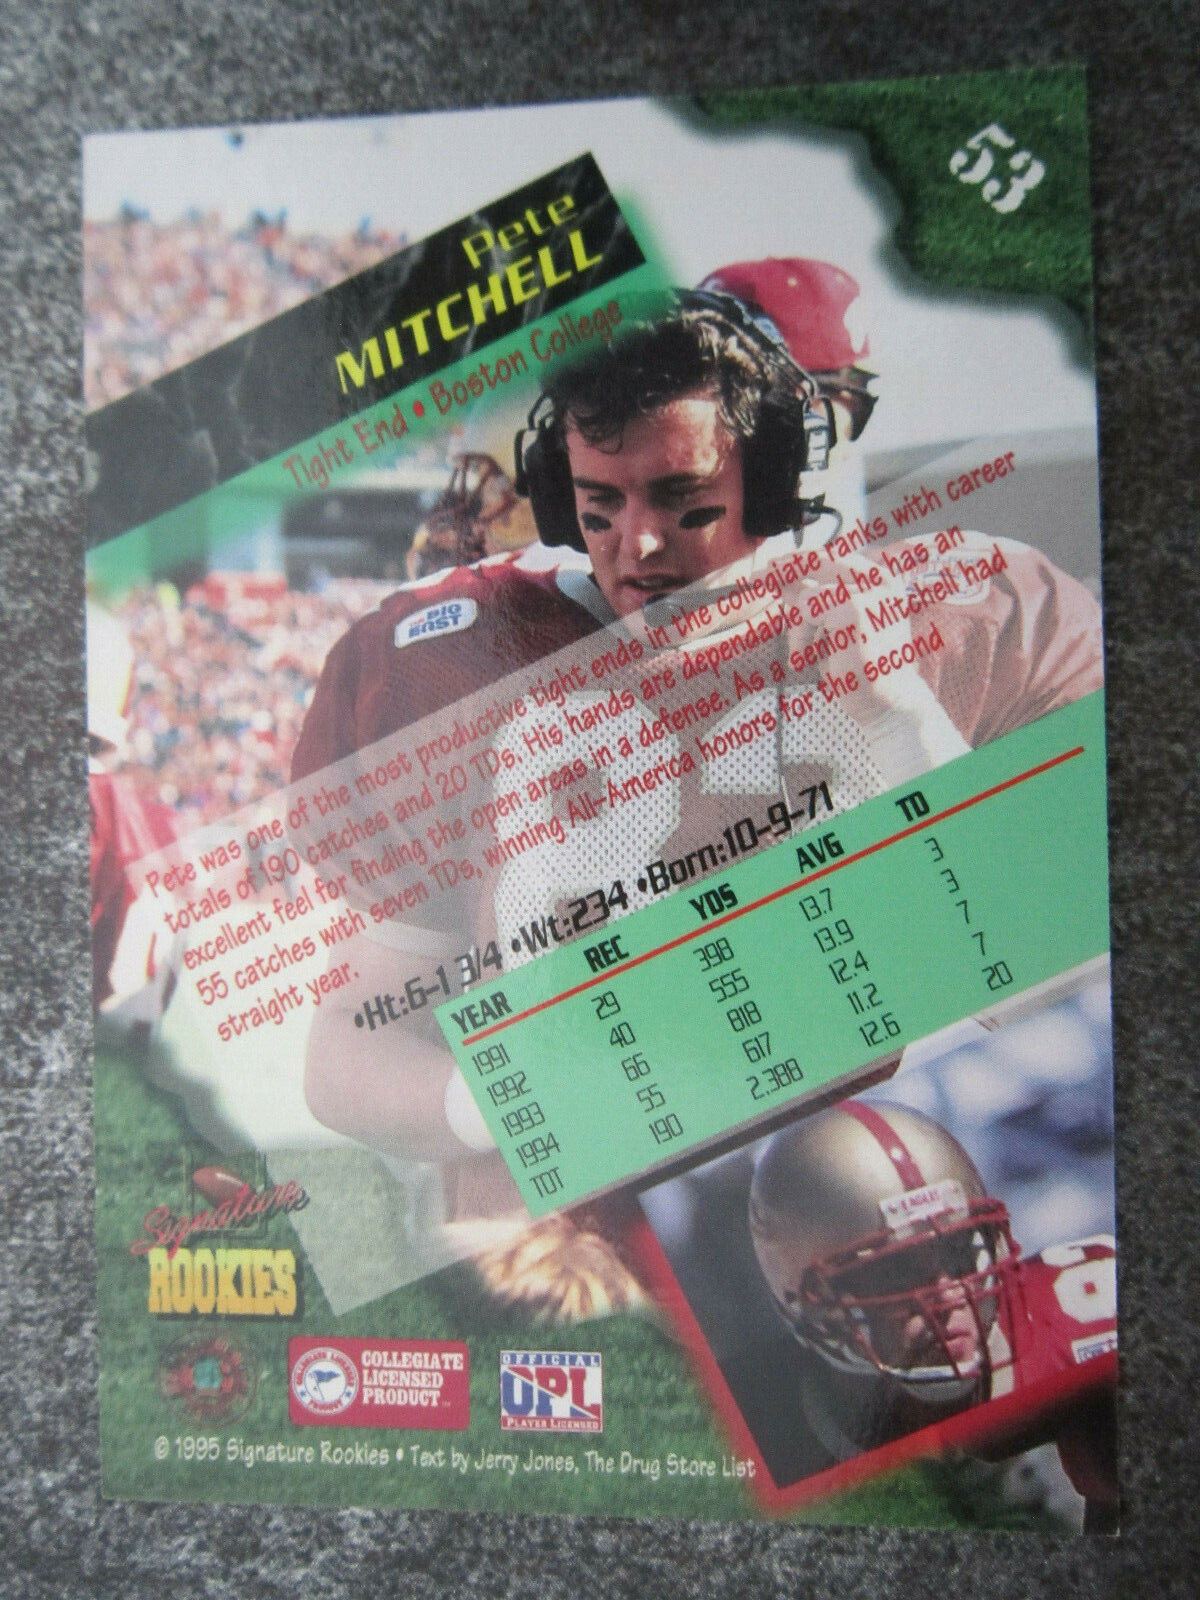 53
Pete
MITCHELL
Tight End • Boston College
BIG
EAST
Pete was one of the most productive tight ends in the collegiate ranks with career
totals of 190 catches and 20 TDs. His hands are dependable and he has an
excellent feel for finding the open areas in a defense. As a senior, Mitchell had
55 catches with seven TDs, winning All-America honors for the second
straight year.
•Ht:6-1 3/4 •Wt:234 •Born:10-9-71
YEAR REC YDS AVG TD
1991 29 398 13.7 3
1992 40 555 13.9 3
1993 66 818 12.4 7
1994 55 617 11.2 7
TOT 190 2,388 12.6 20
EAGLES
Signature
ROOKIES
COLLEGIATE
LICENSED
PRODUCT™
OFFICIAL
OPL
PLAYER LICENSED
© 1995 Signature Rookies • Text by Jerry Jones, The Drug Store List